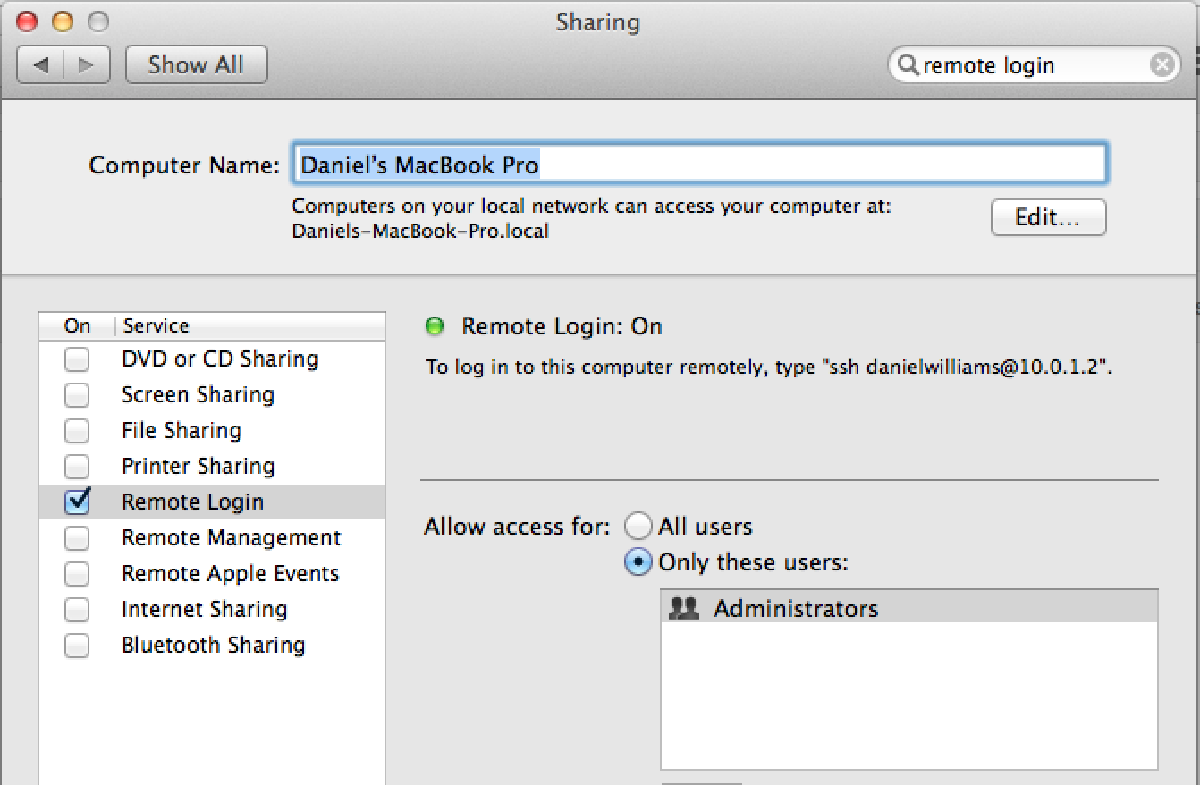 Sharing
Show All
remote login
Computer Name: Daniel's MacBook Pro
Computers on your local network can access your computer at:
Daniels-MacBook-Pro.local
Edit...
On Service
DVD or CD Sharing
Screen Sharing
File Sharing
Printer Sharing
Remote Login
Remote Management
Remote Apple Events
Internet Sharing
Bluetooth Sharing
Remote Login: On
To log in to this computer remotely, type "ssh danielwilliams@10.0.1.2".
Allow access for: All users
Only these users:
Administrators